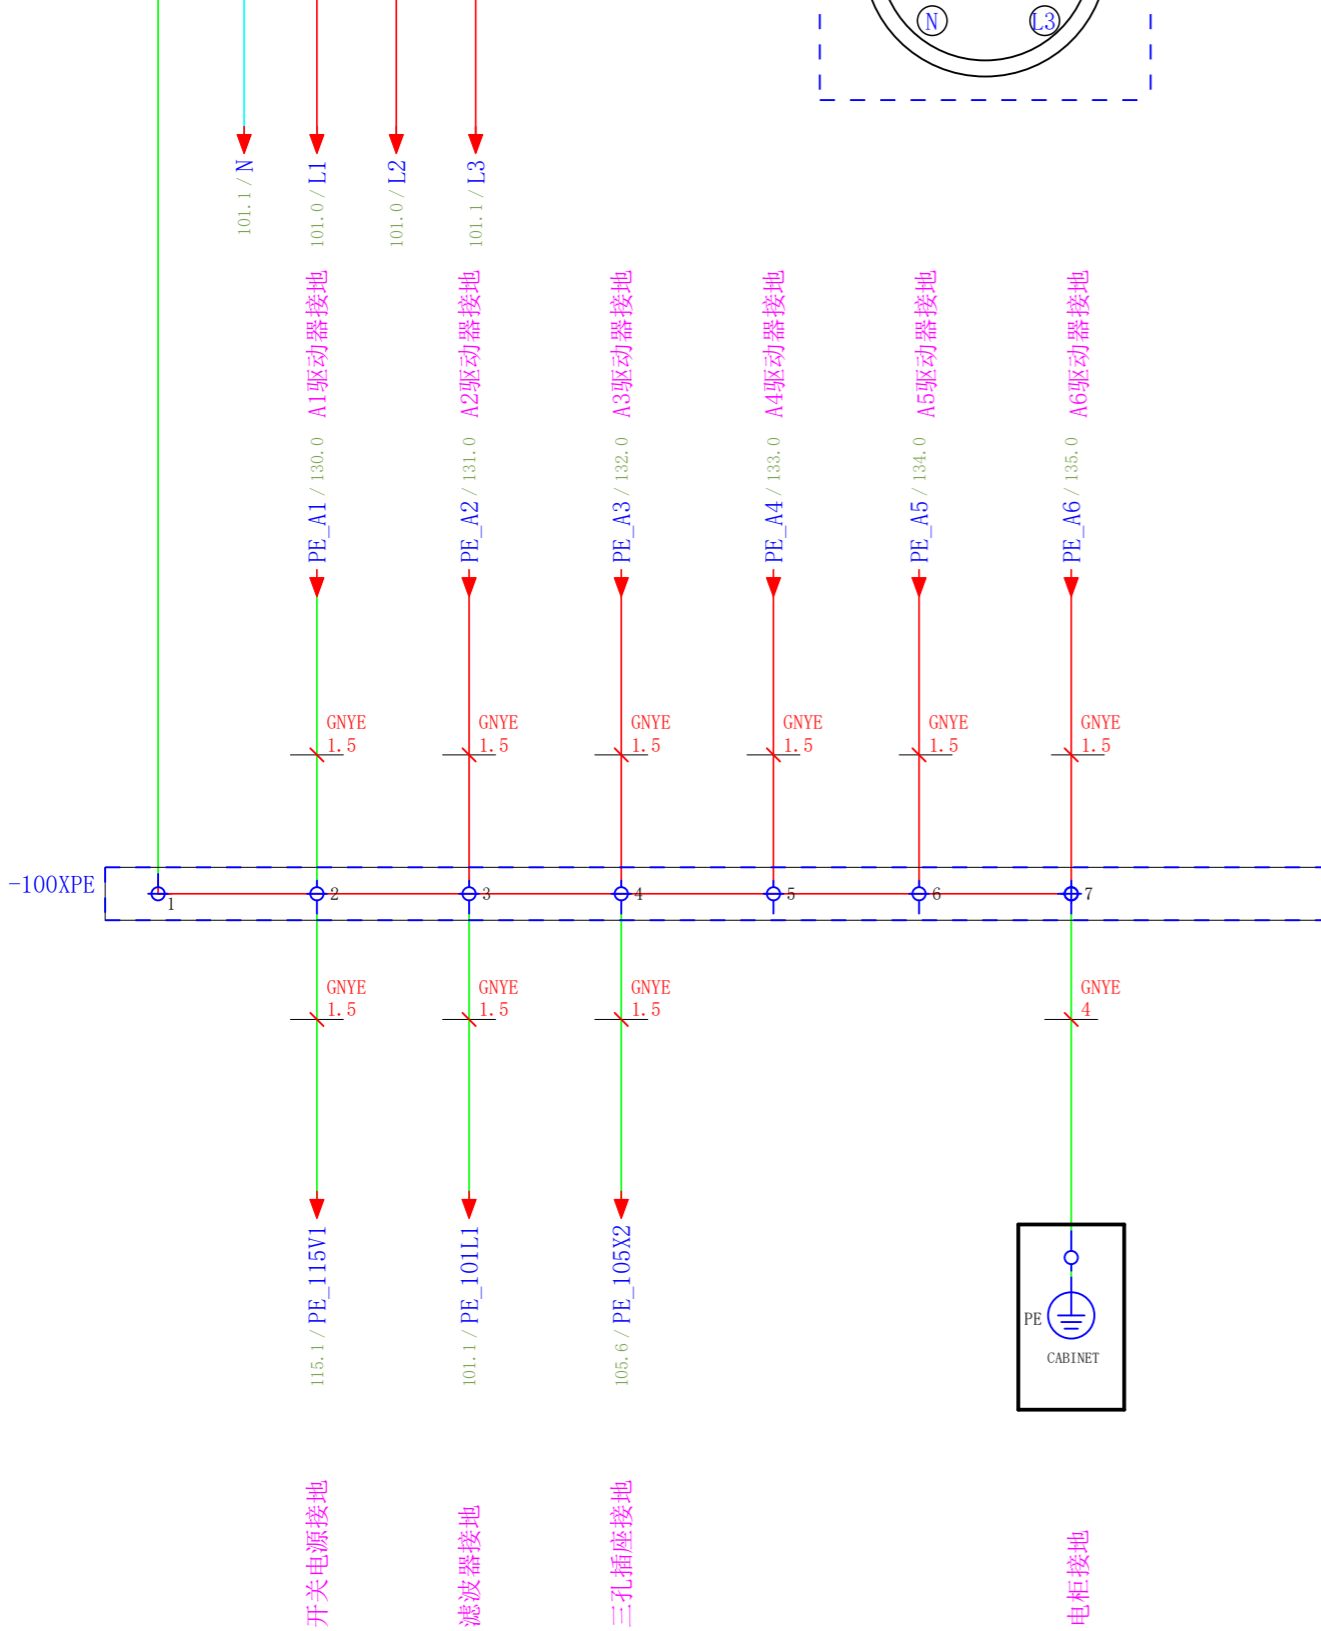 N
L3
101.1 / N
101.0 / L1
101.0 / L2
101.1 / L3
A1驱动器接地
A2驱动器接地
A3驱动器接地
A4驱动器接地
A5驱动器接地
A6驱动器接地
PE_A1 / 130.0
PE_A2 / 131.0
PE_A3 / 132.0
PE_A4 / 133.0
PE_A5 / 134.0
PE_A6 / 135.0
GNYE
1.5
GNYE
1.5
GNYE
1.5
GNYE
1.5
GNYE
1.5
GNYE
1.5
-100XPE
1
2
3
4
5
6
7
GNYE
1.5
GNYE
1.5
GNYE
1.5
GNYE
4
115.1 / PE_115V1
101.1 / PE_101L1
105.6 / PE_105X2
PE
CABINET
开关电源接地
滤波器接地
三孔插座接地
电柜接地